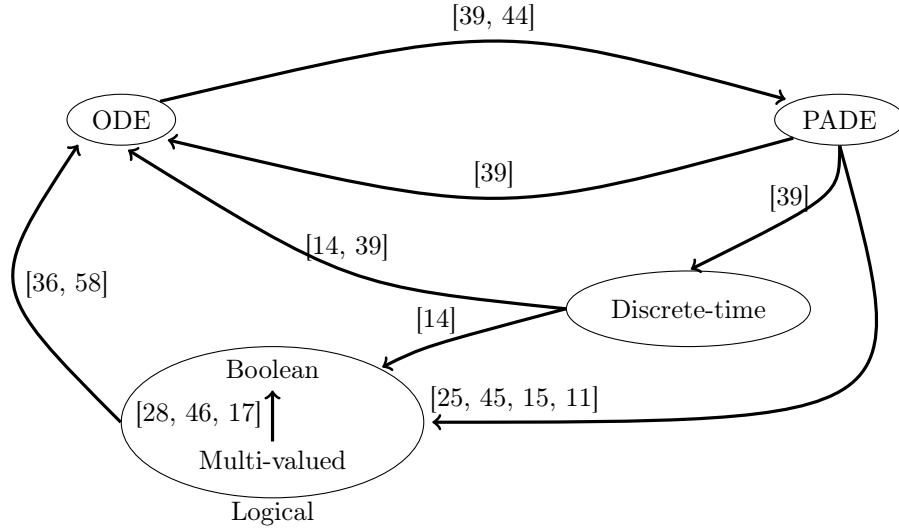 [39, 44]
ODE
PADE
[39]
[39]
[14, 39]
[36, 58]
Discrete-time
[14]
Boolean
[28, 46, 17]
[25, 45, 15, 11]
Multi-valued
Logical